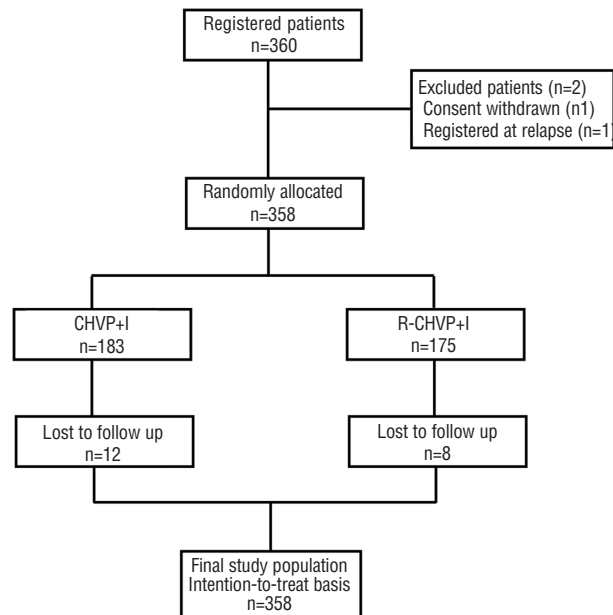 Registered patients
n=360
Excluded patients (n=2)
Consent withdrawn (n1)
Registered at relapse (n=1)
Randomly allocated
n=358
CHVP+I
n=183
R-CHVP+I
n=175
Lost to follow up
n=12
Lost to follow up
n=8
Final study population
Intention-to-treat basis
n=358